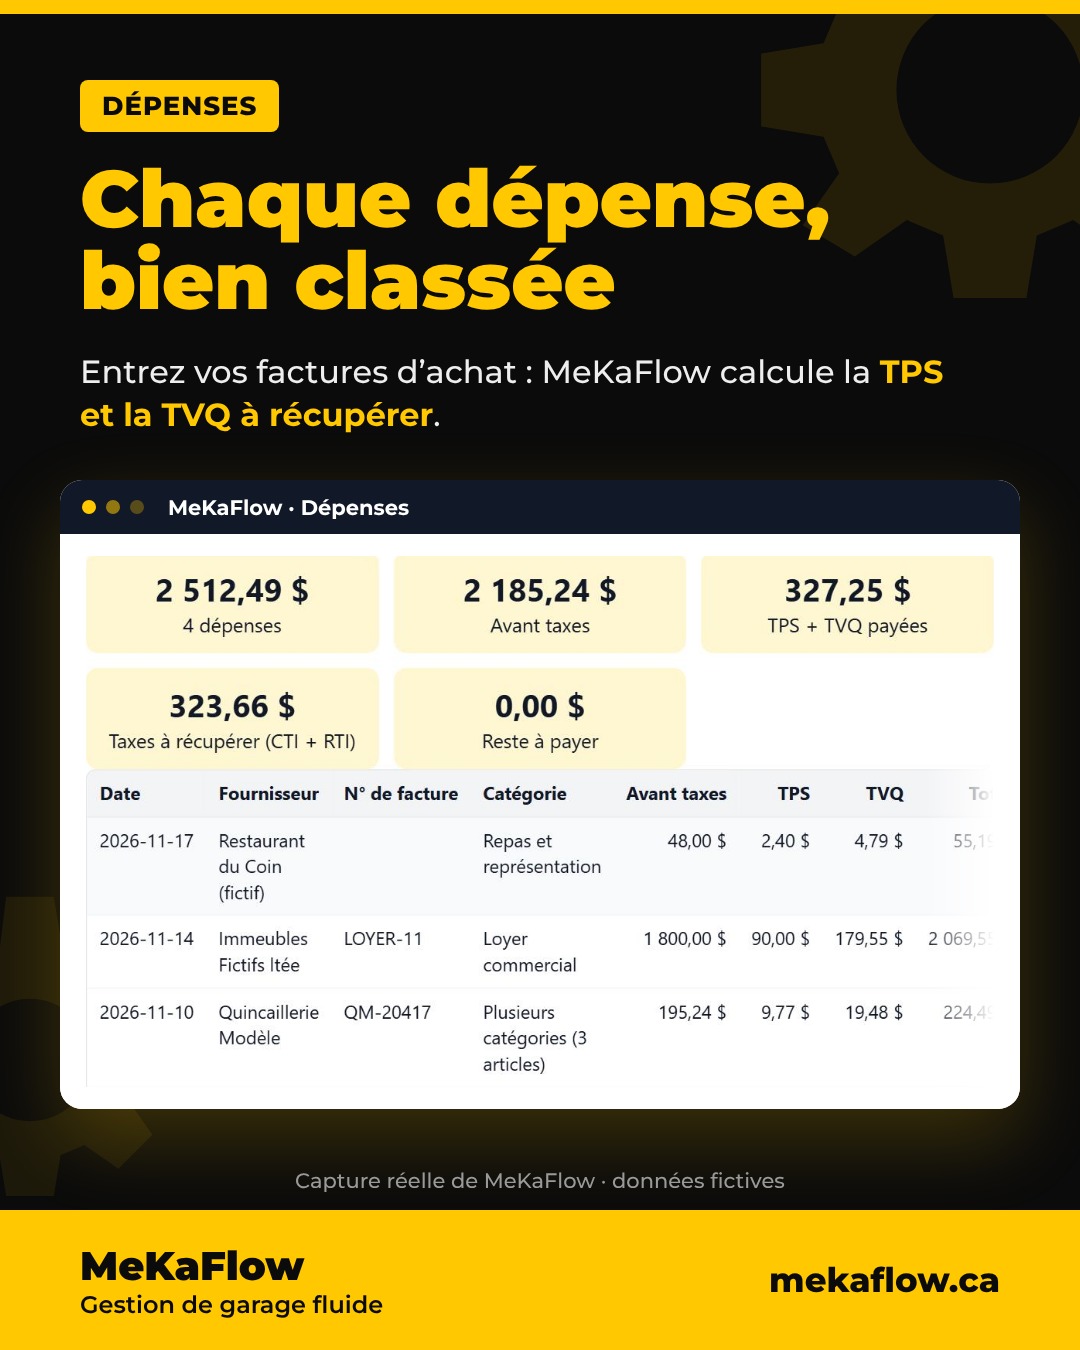 DÉPENSES
Chaque dépense,
bien classée
Entrez vos factures d’achat : MeKaFlow calcule la TPS
et la TVQ à récupérer.
MeKaFlow · Dépenses
2 512,49 $ 2 185,24 $ 327,25 $
4 dépenses Avant taxes TPS + TVQ payées
323,66 $ 0,00 $
Taxes à récupérer (CTI + RTI) Reste à payer
Date Fournisseur N° de facture Catégorie Avant taxes TPS TVQ
2026-11-17 Restaurant Repas et 48,00 $ 2,40 $ 4,79 $
du Coin représentation
(fictif)
2026-11-14 Immeubles LOYER-11 Loyer 1 800,00 $ 90,00 $ 179,55 $
Fictifs ltée commercial
2026-11-10 Quincaillerie QM-20417 Plusieurs 195,24 $ 9,77 $ 19,48 $
Modèle catégories (3
articles)
Capture réelle de MeKaFlow · données fictives
MeKaFlow
Gestion de garage fluide
mekaflow.ca